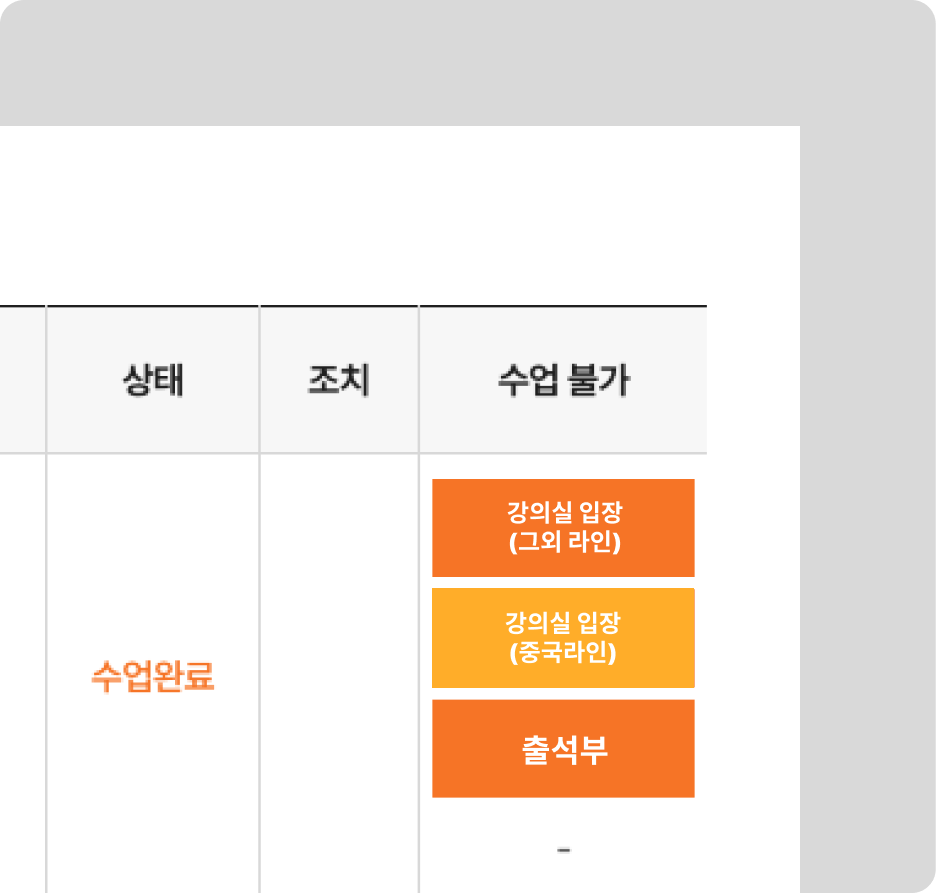 상태
조치
수업 불가
수업완료
강의실 입장
(그외 라인)
강의실 입장
(중국라인)
출석부
-